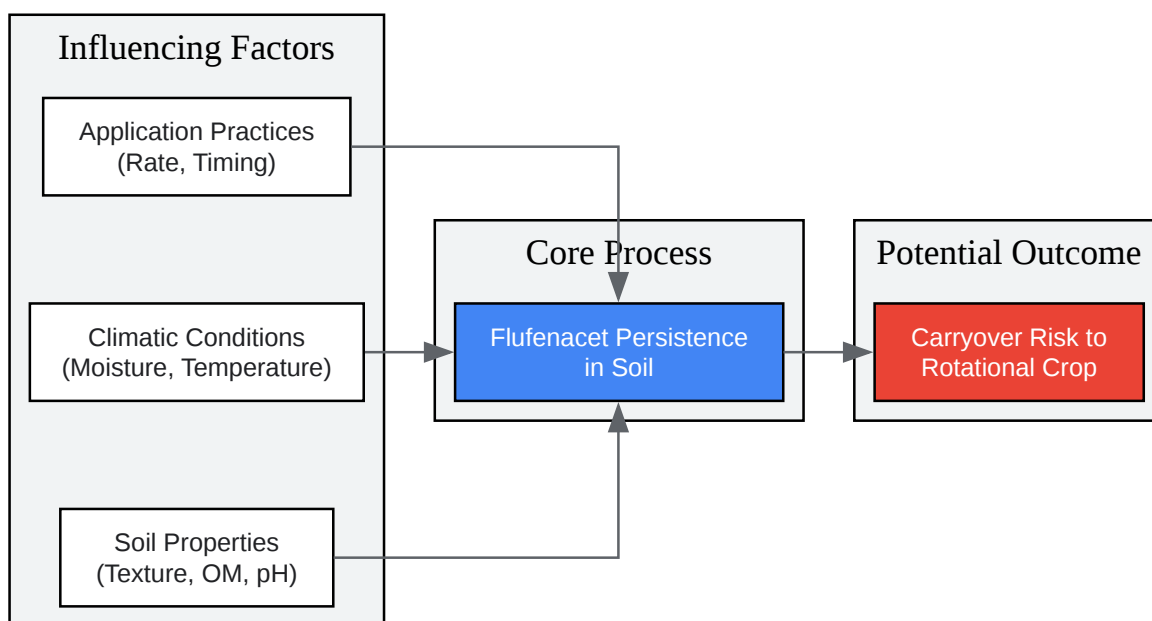 Influencing Factors
Application Practices
(Rate, Timing)
Climatic Conditions
(Moisture, Temperature)
Soil Properties
(Texture, OM, pH)
Core Process
Flufenacet Persistence
in Soil
Potential Outcome
Carryover Risk to
Rotational Crop